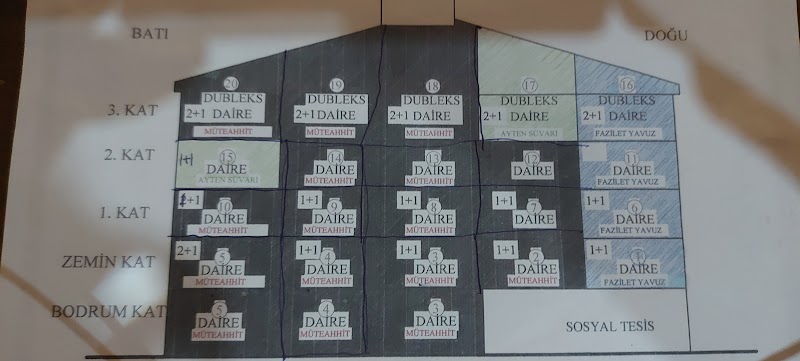 BATI
DOĞU
20
19
18
17
16
3. KAT
DUBLEKS
DUBLEKS
DUBLEKS
DUBLEKS
DUBLEKS
2+1 DAİRE
2+1 DAİRE
2+1 DAİRE
2+1 DAİRE
2+1 DAİRE
MÜTEAHHİT
MÜTEAHHİT
MÜTEAHHİT
AYTEN SÜVARİ
FAZİLET YAVUZ
2. KAT
1+1
15
14
13
12
11
DAİRE
DAİRE
DAİRE
DAİRE
DAİRE
AYTEN SÜVARİ
MÜTEAHHİT
MÜTEAHHİT
FAZİLET YAVUZ
1. KAT
1+1
1+1
1+1
1+1
1+1
10
9
8
7
6
DAİRE
DAİRE
DAİRE
DAİRE
DAİRE
MÜTEAHHİT
MÜTEAHHİT
MÜTEAHHİT
FAZİLET YAVUZ
ZEMİN KAT
2+1
1+1
1+1
1+1
1+1
5
4
3
2
1
DAİRE
DAİRE
DAİRE
DAİRE
DAİRE
MÜTEAHHİT
MÜTEAHHİT
MÜTEAHHİT
MÜTEAHHİT
FAZİLET YAVUZ
BODRUM KAT
5
4
3
DAİRE
DAİRE
DAİRE
MÜTEAHHİT
MÜTEAHHİT
MÜTEAHHİT
SOSYAL TESİS